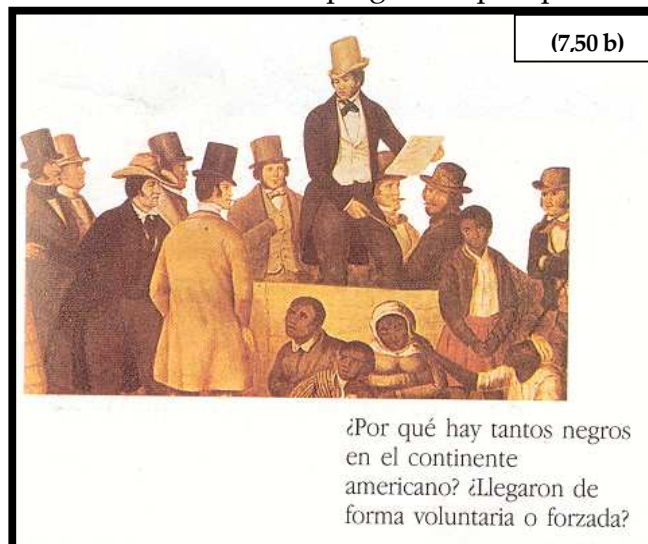 (7,50 b)
¿Por qué hay tantos negros
en el continente
americano? ¿Llegaron de
forma voluntaria o forzada?